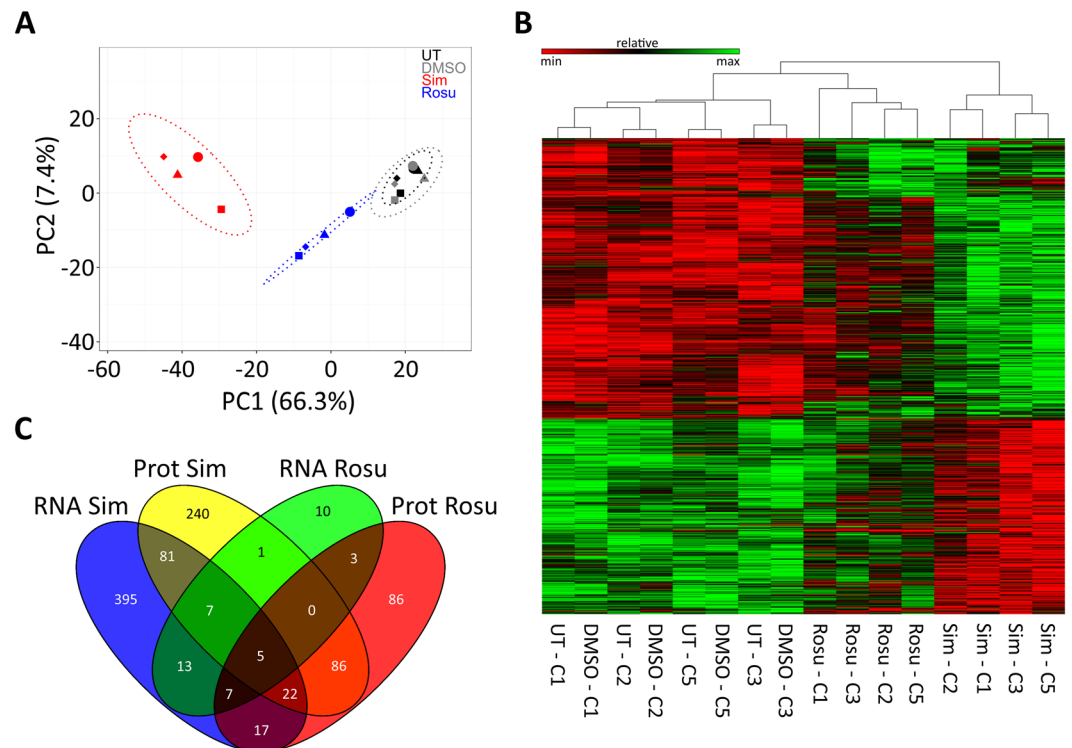 A
UT
DMSO
Sim
Rosu
20
0
-20
-40
PC2 (7.4%)
-60
-40
-20
0
20
PC1 (66.3%)
B
relative
min
max
UT - C1
DMSO - C1
UT - C2
DMSO - C2
UT - C5
DMSO - C5
UT - C3
DMSO - C3
Rosu - C1
Rosu - C3
Rosu - C2
Rosu - C5
Sim - C2
Sim - C1
Sim - C3
Sim - C5
C
Prot Sim
RNA Rosu
RNA Sim
Prot Rosu
240
10
81
1
3
395
7
0
86
13
5
86
7
22
17